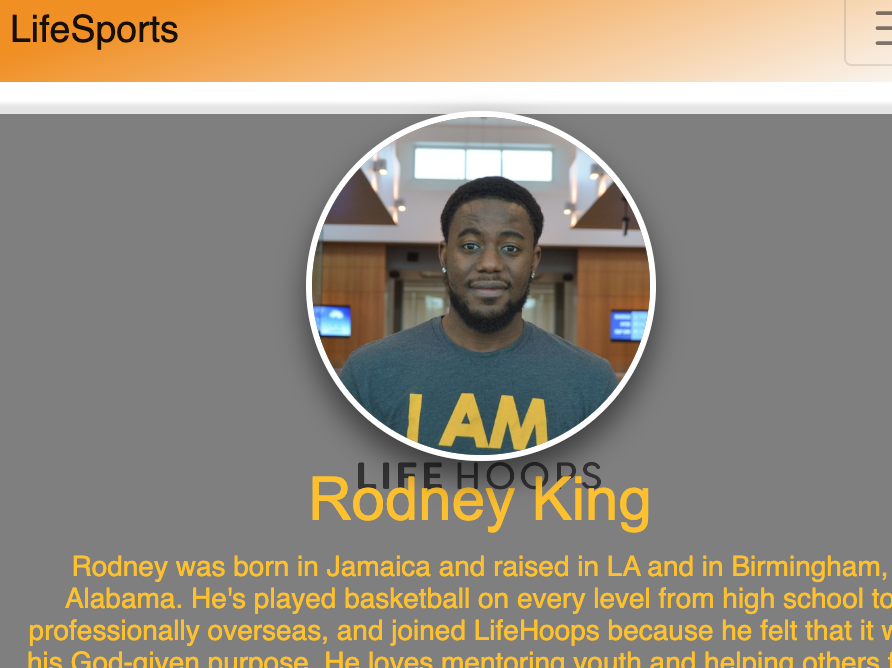 LifeSports
I AM
LIFE HOOPS
Rodney King
Rodney was born in Jamaica and raised in LA and in Birmingham,
Alabama. He's played basketball on every level from high school to
professionally overseas, and joined LifeHoops because he felt that it w
his God-given purpose. He loves mentoring youth and helping others